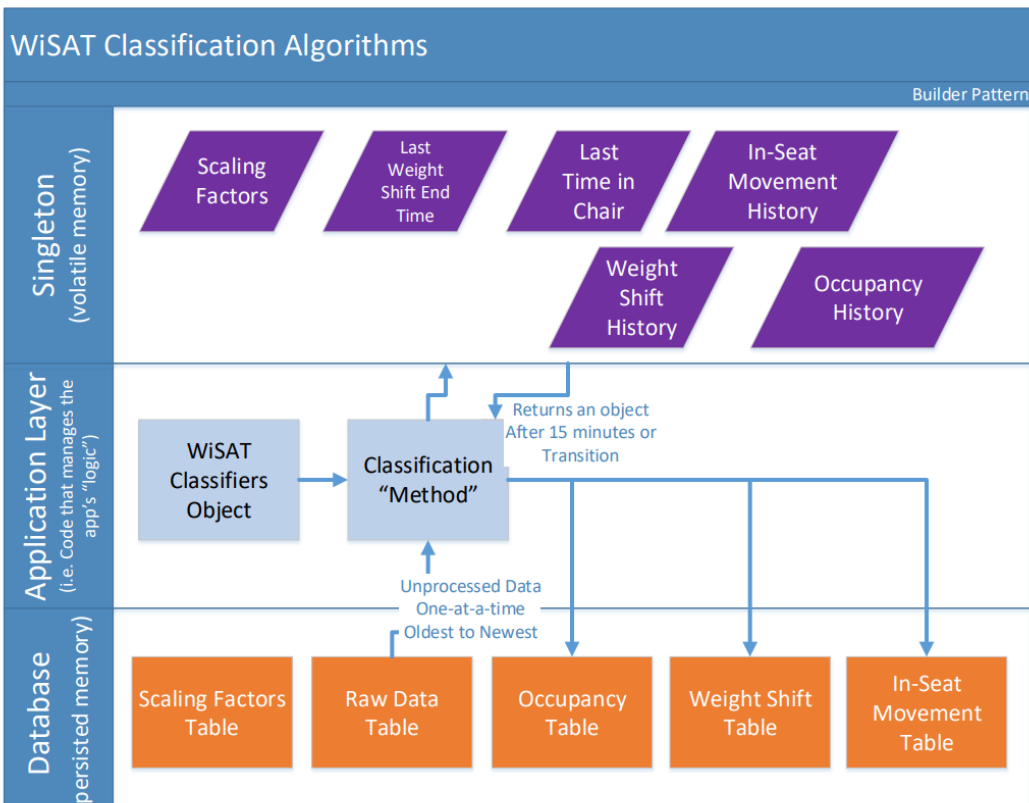 WiSAT Classification Algorithms
Builder Pattern
Singleton
(volatile memory)
Scaling
Factors
Last
Weight
Shift End
Time
Last
Time in
Chair
In-Seat
Movement
History
Weight
Shift
History
Occupancy
History
Application Layer
(i.e. Code that manages the
app's “logic”)
WiSAT
Classifiers
Object
Classification
“Method”
Returns an object
After 15 minutes or
Transition
Unprocessed Data
One-at-a-time
Oldest to Newest
Database
persisted memory)
Scaling Factors
Table
Raw Data
Table
Occupancy
Table
Weight Shift
Table
In-Seat
Movement
Table